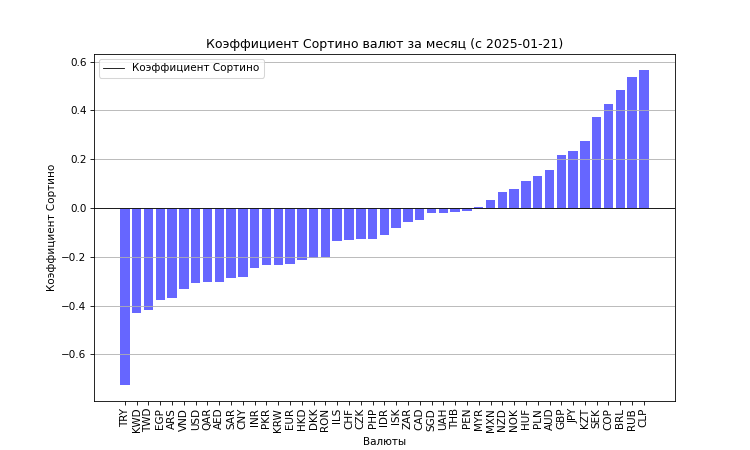 Коэффициент Сортино валют за месяц (с 2025-01-21)
Коэффициент Сортино
0.6
0.4
0.2
0.0
−0.2
−0.4
−0.6
Коэффициент Сортино
TRY KWD TWD EGP ARS VND USD QAR AED SAR CNY INR PKR KRW EUR HKD DKK RON ILS CHF CZK PHP IDR ISK ZAR CAD SGD UAH THB PEN MYR MXN NZD NOK HUF PLN AUD GBP JPY KZT SEK COP BRL RUB CLP
Валюты